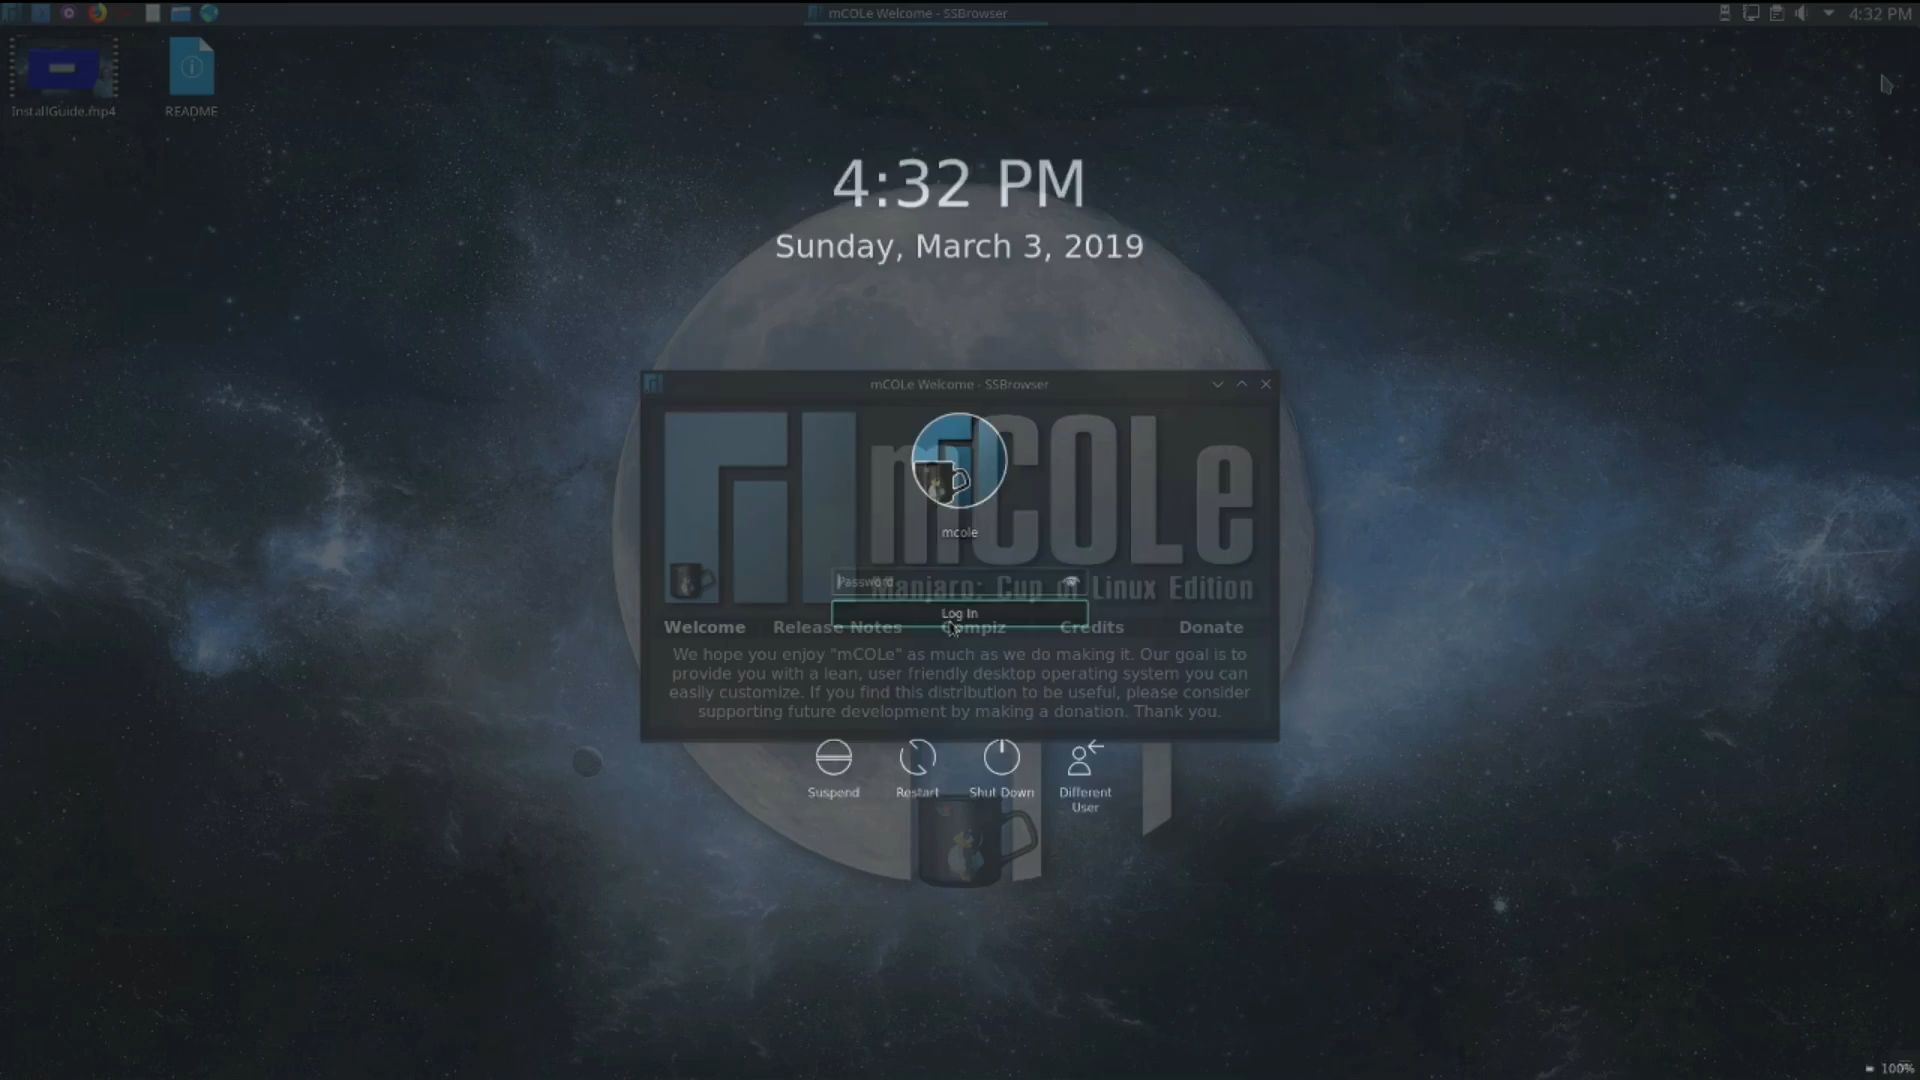 mCOLe Welcome - SSBrowser
4:32 PM
InstallGuide.mp4
README
4:32 PM
Sunday, March 3, 2019
mCOLe Welcome - SSBrowser
mCOLe
mcole
Password
Manjaro: Cup of Linux Edition
Log In
Welcome Release Notes Compiz Credits Donate
We hope you enjoy "mCOLe" as much as we do making it. Our goal is to
provide you with a lean, user friendly desktop operating system you can
easily customize. If you find this distribution to be useful, please consider
supporting future development by making a donation. Thank you.
Suspend
Restart
Shut Down
Different
User
100%